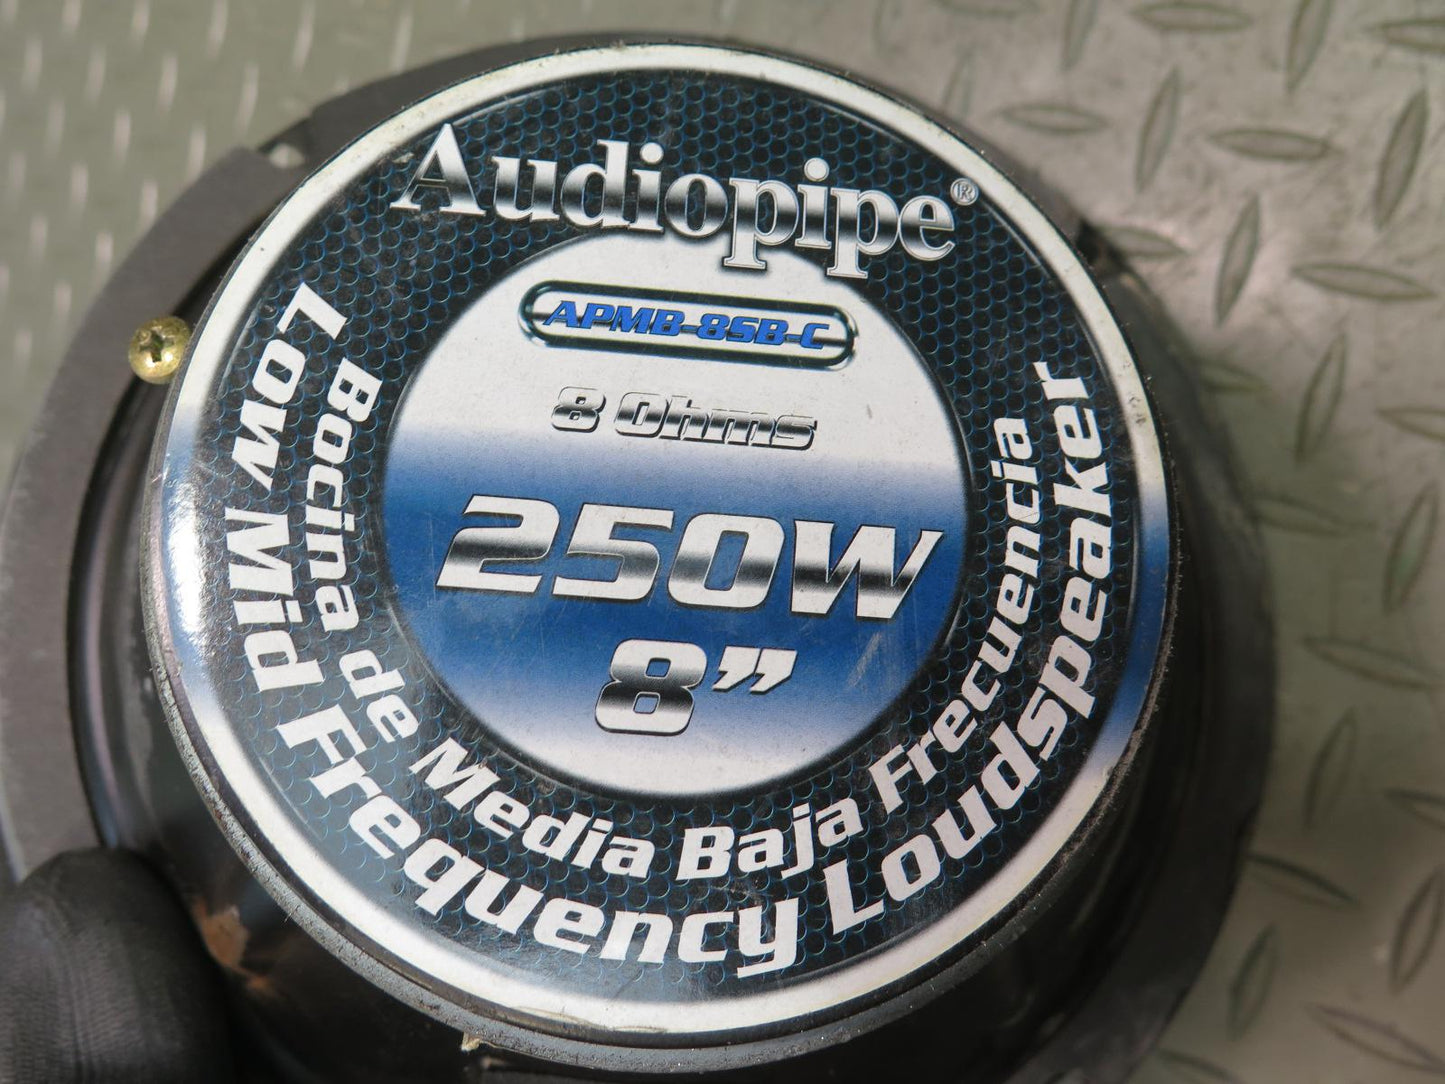 Audiopipe®
APMB-8SB-C
8 Ohms
250W
8”
Bocina de Media Baja Frecuencia
Low Mid Frequency Loudspeaker